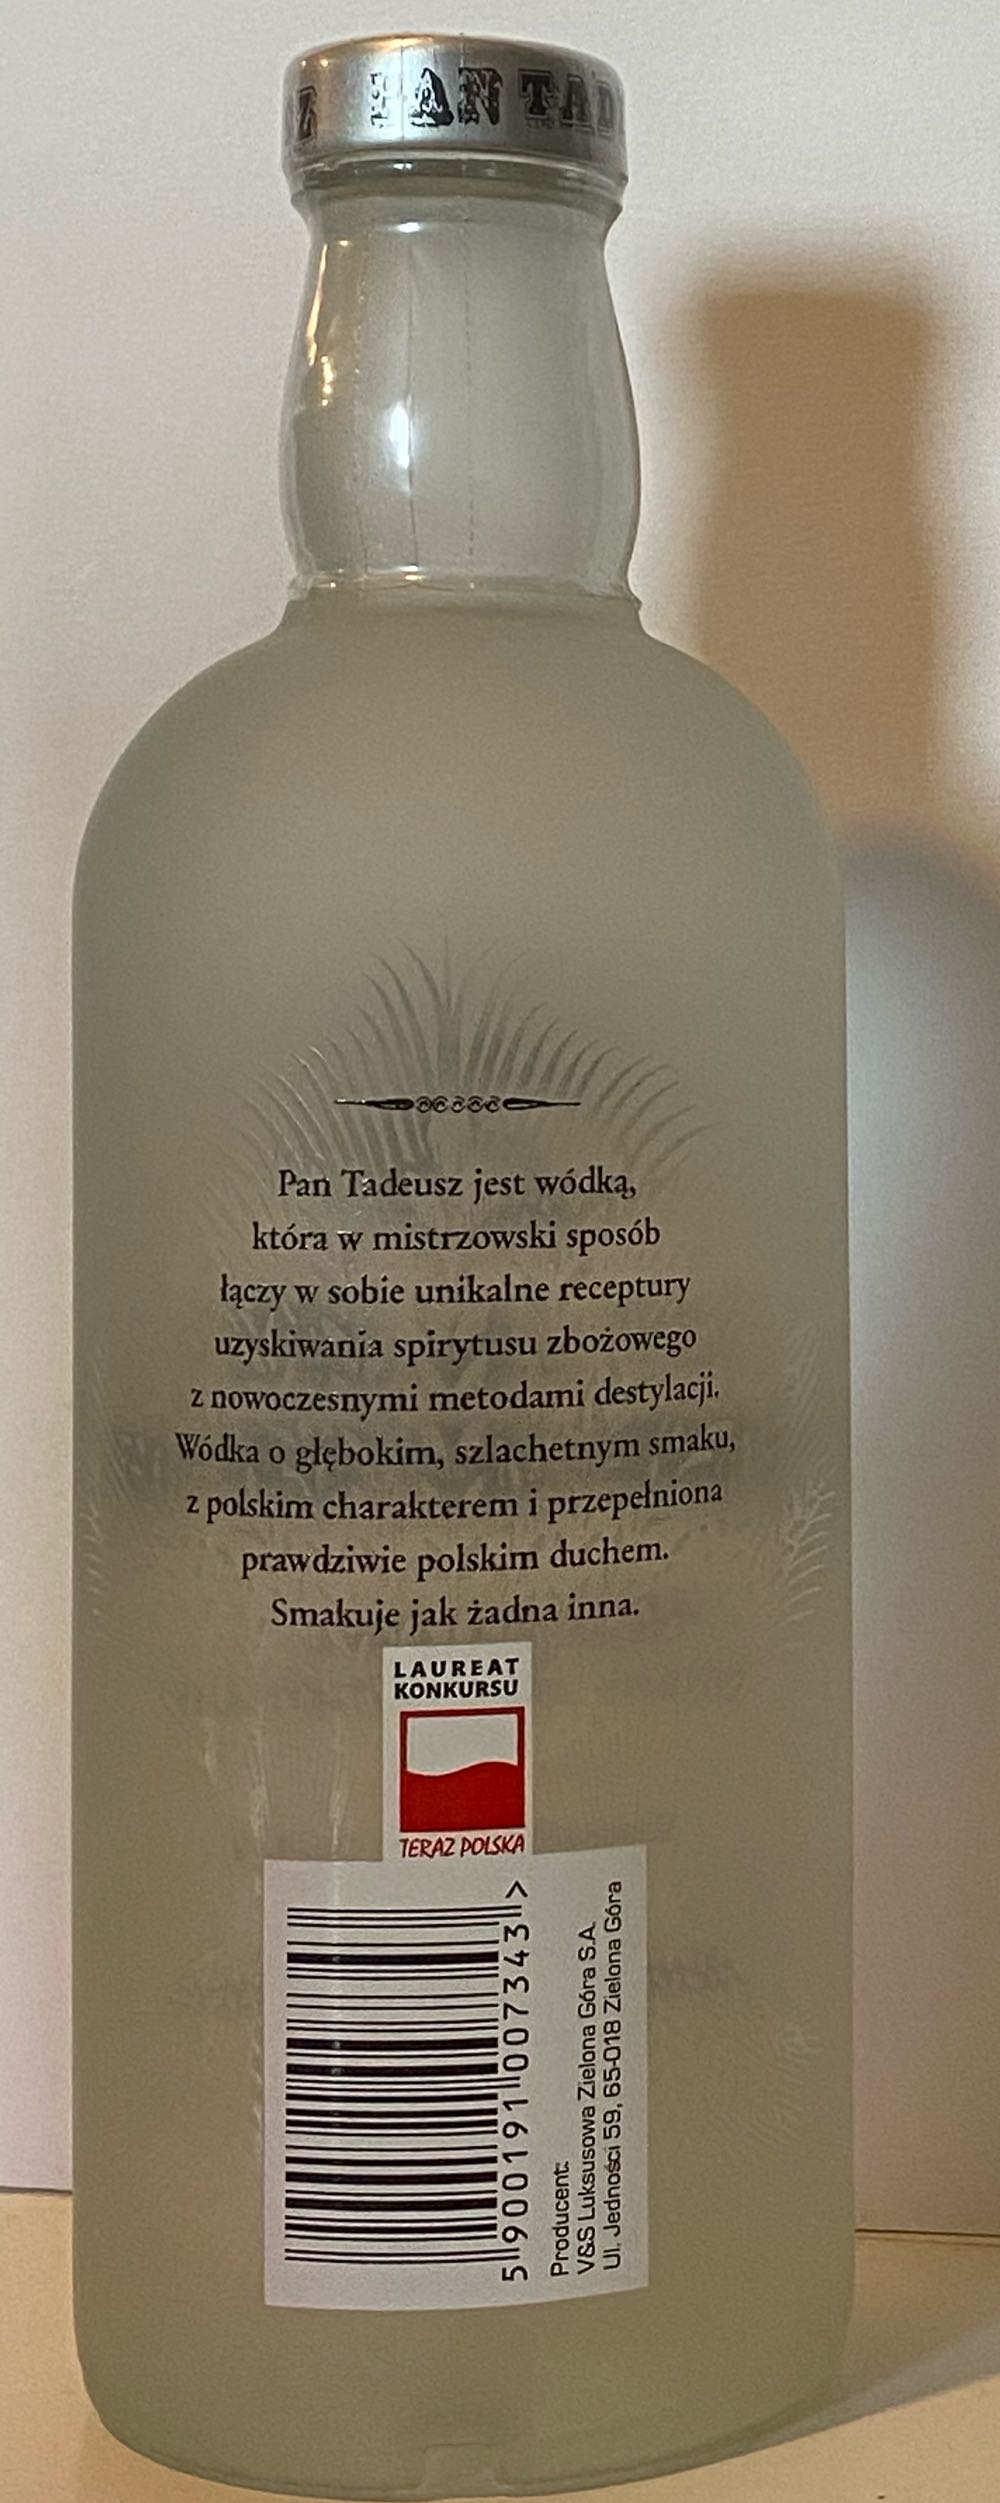 Z PAN TAD
Pan Tadeusz jest wódką,
która w mistrzowski sposób
łączy w sobie unikalne receptury
uzyskiwania spirytusu zbożowego
z nowoczesnymi metodami destylacji.
Wódka o głębokim, szlachetnym smaku,
z polskim charakterem i przepełniona
prawdziwie polskim duchem.
Smakuje jak żadna inna.
LAUREAT
KONKURSU
TERAZ POLSKA
5 900191 007343 >
Producent:
V&S Luksusowa Zielona Góra S.A.
Ul. Jedności 59, 65-018 Zielona Góra